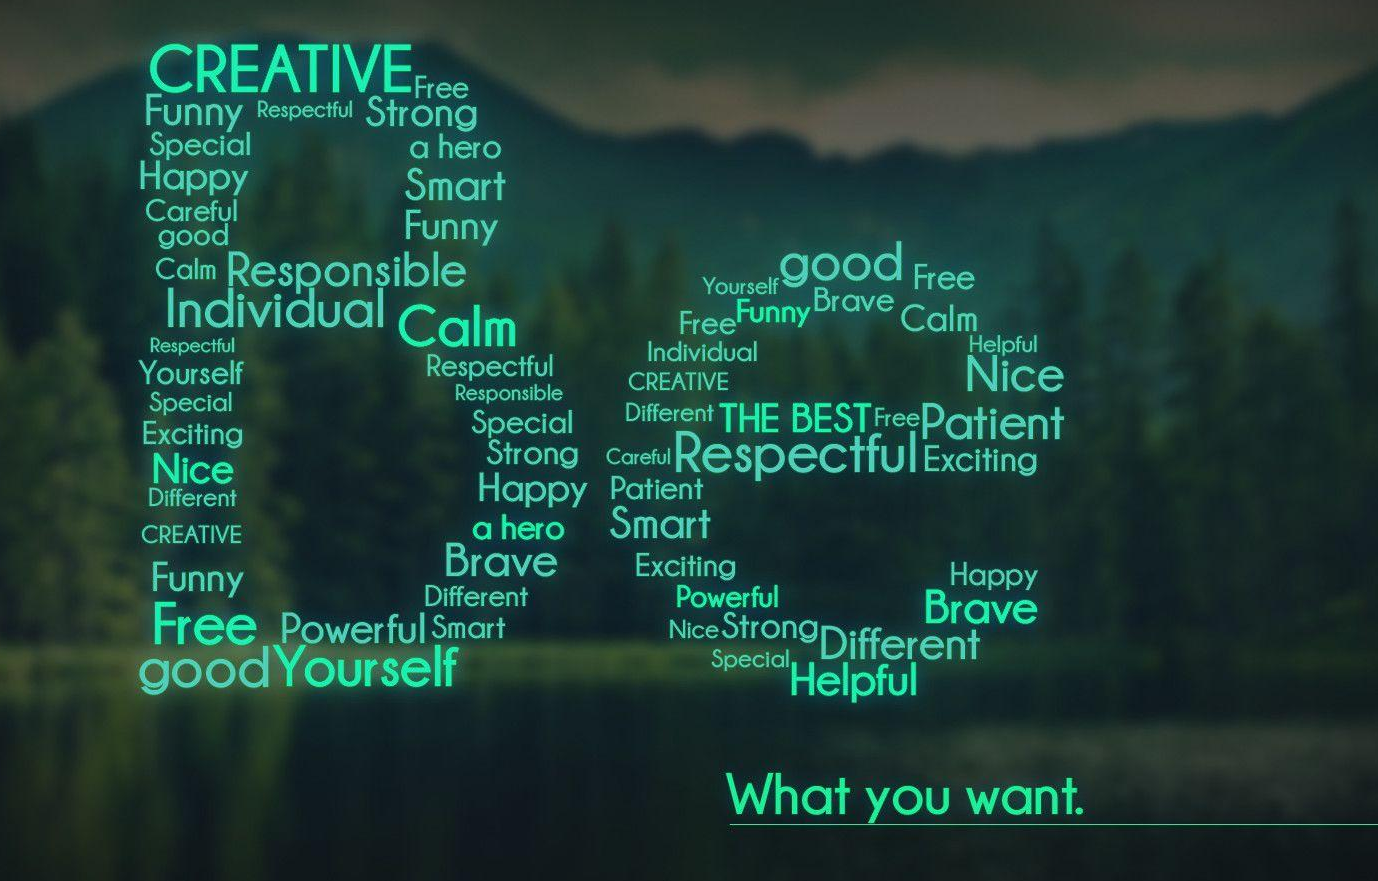 CREATIVE Free
Funny Respectful Strong
Special a hero
Happy Smart
Careful
good Funny
Calm Responsible
Individual Calm
Respectful
Yourself Respectful
Special Responsible
Exciting Special
Nice Strong
Different Happy
CREATIVE a hero
Funny Brave
Different
Free Powerful Smart
good Yourself
Yourself good Free
Free Funny Brave Calm
Individual Helpful
CREATIVE Nice
Different THE BEST Free Patient
Careful Respectful Exciting
Patient
Smart
Exciting Happy
Powerful Brave
Nice Strong Different
Special Helpful
What you want.